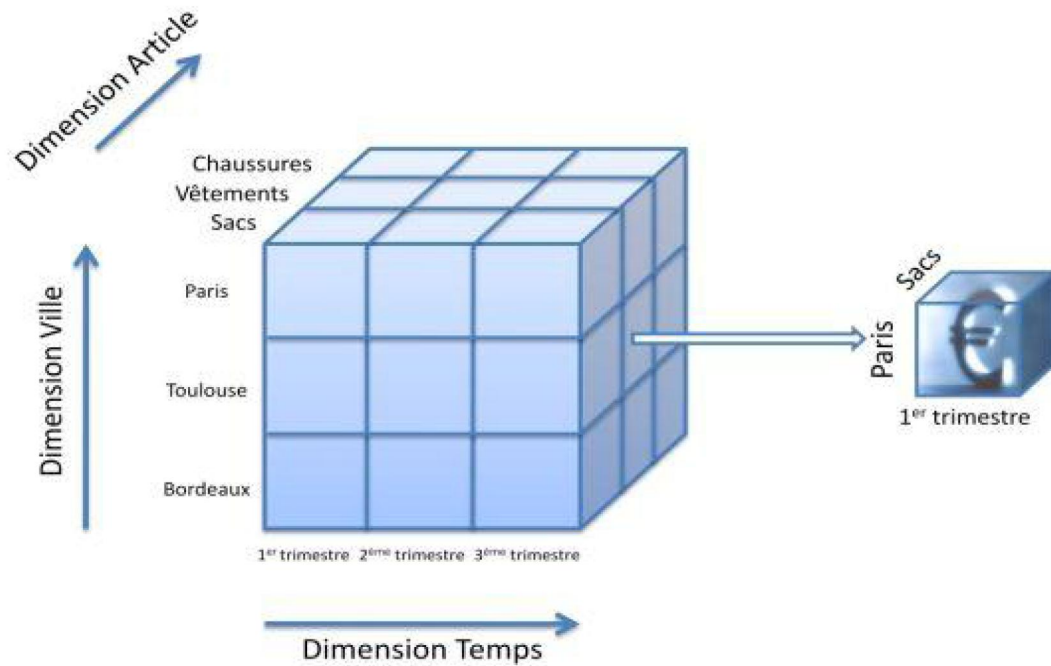 Dimension Article
Chaussures
Vêtements
Sacs
Dimension Ville
Paris
Toulouse
Bordeaux
1er trimestre 2ème trimestre 3ème trimestre
Dimension Temps
Sacs
Paris
€
1er trimestre